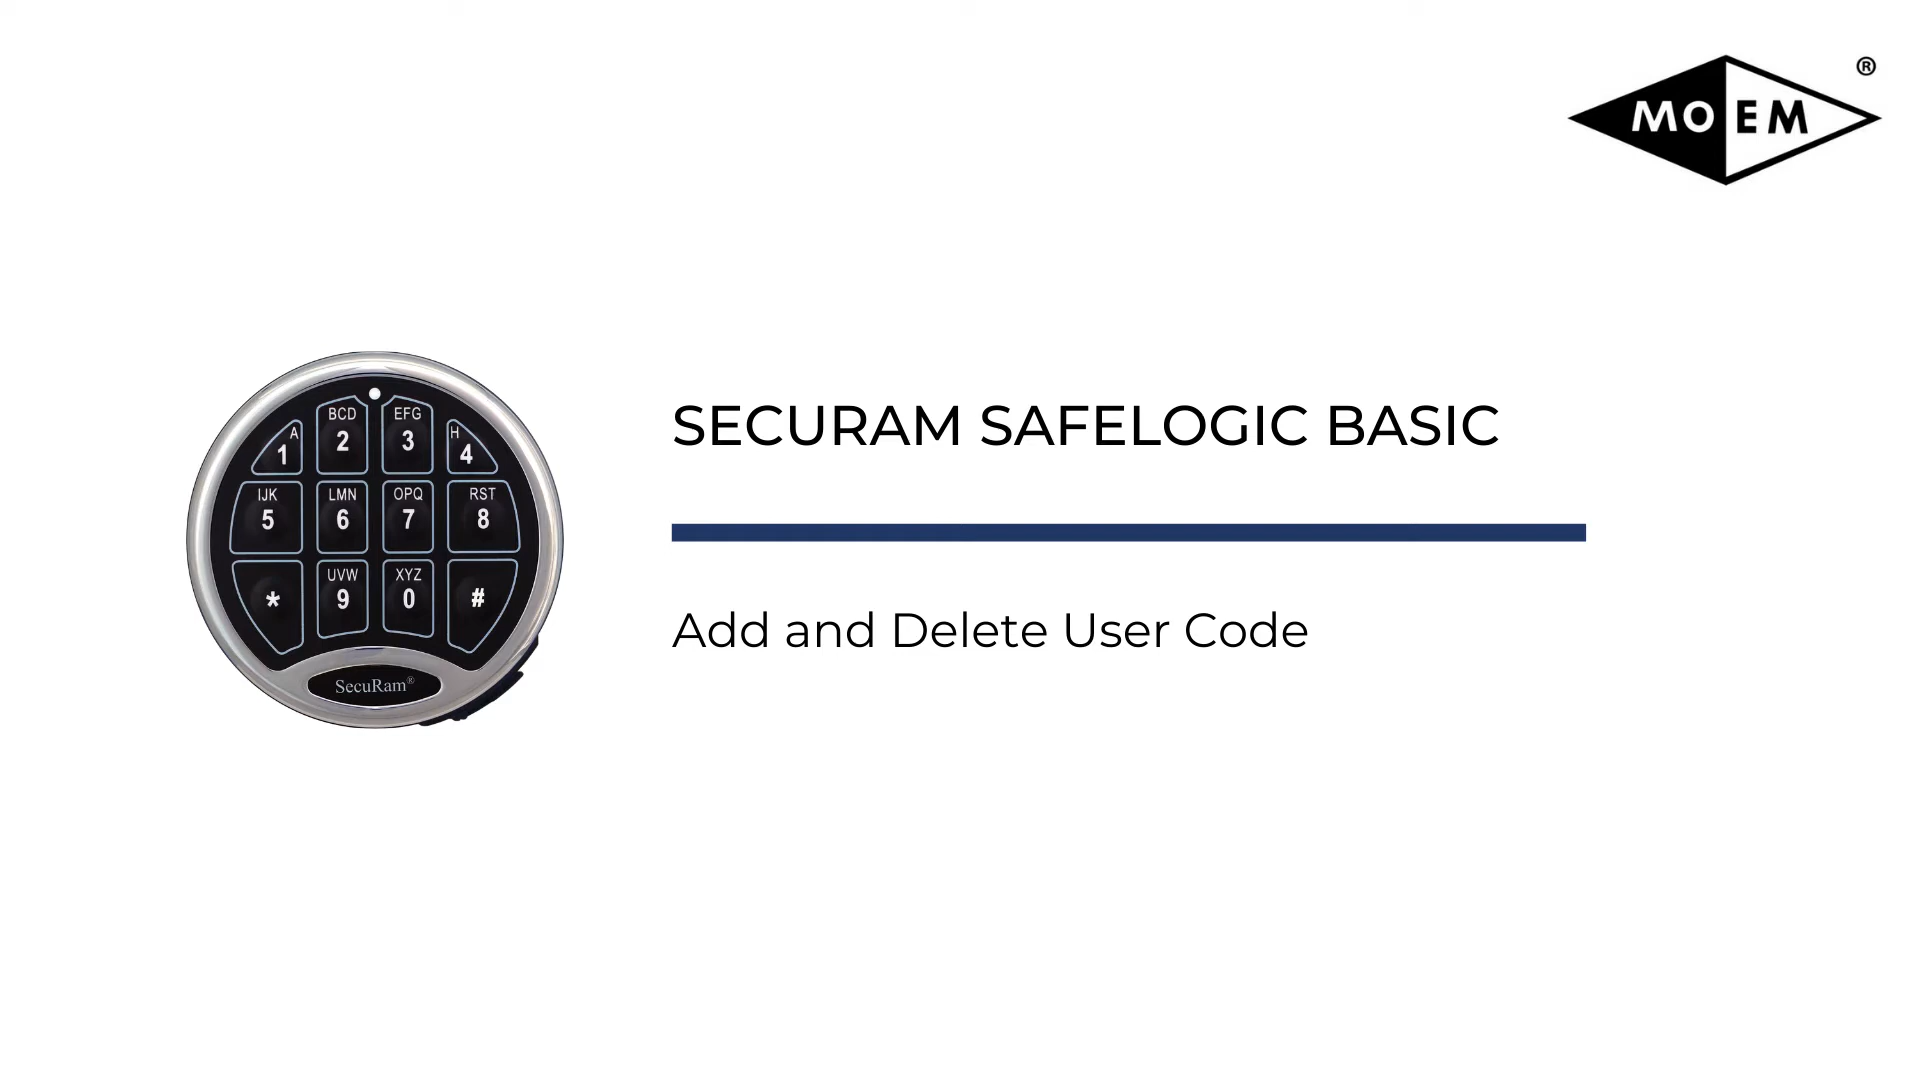 MOEM®
SECURAM SAFELOGIC BASIC
Add and Delete User Code
A 1
BCD 2
EFG 3
H 4
IJK 5
LMN 6
OPQ 7
RST 8
*
UVW 9
XYZ 0
#
SecuRam®